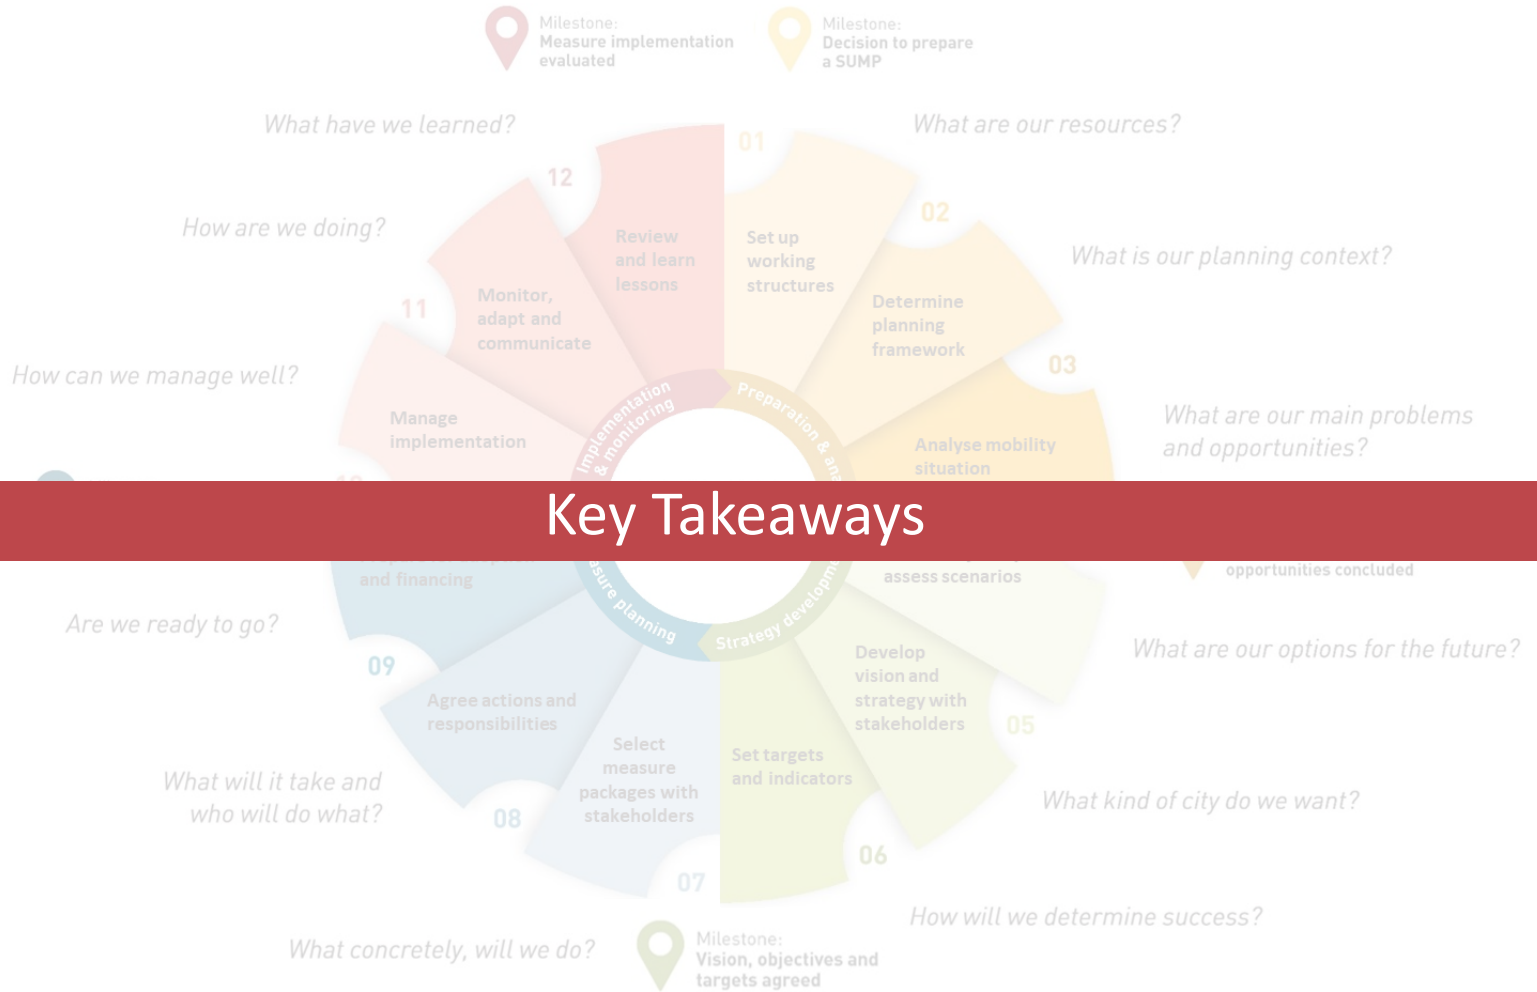 Milestone:
Measure implementation
evaluated
Milestone:
Decision to prepare
a SUMP
What have we learned?
What are our resources?
01
12
02
How are we doing?
Review
and learn
lessons
Set up
working
structures
What is our planning context?
11
Monitor,
adapt and
communicate
Determine
planning
framework
03
How can we manage well?
Implementation
& monitoring
Preparation &
What are our main problems
and opportunities?
Manage
implementation
Analyse mobility
situation
Key Takeaways
and financing
assess scenarios
opportunities concluded
planning
Strategy
Are we ready to go?
What are our options for the future?
09
Develop
vision and
strategy with
stakeholders
Agree actions and
responsibilities
05
Select
measure
packages with
stakeholders
Set targets
and indicators
What will it take and
who will do what?
What kind of city do we want?
08
06
07
How will we determine success?
What concretely, will we do?
Milestone:
Vision, objectives and
targets agreed